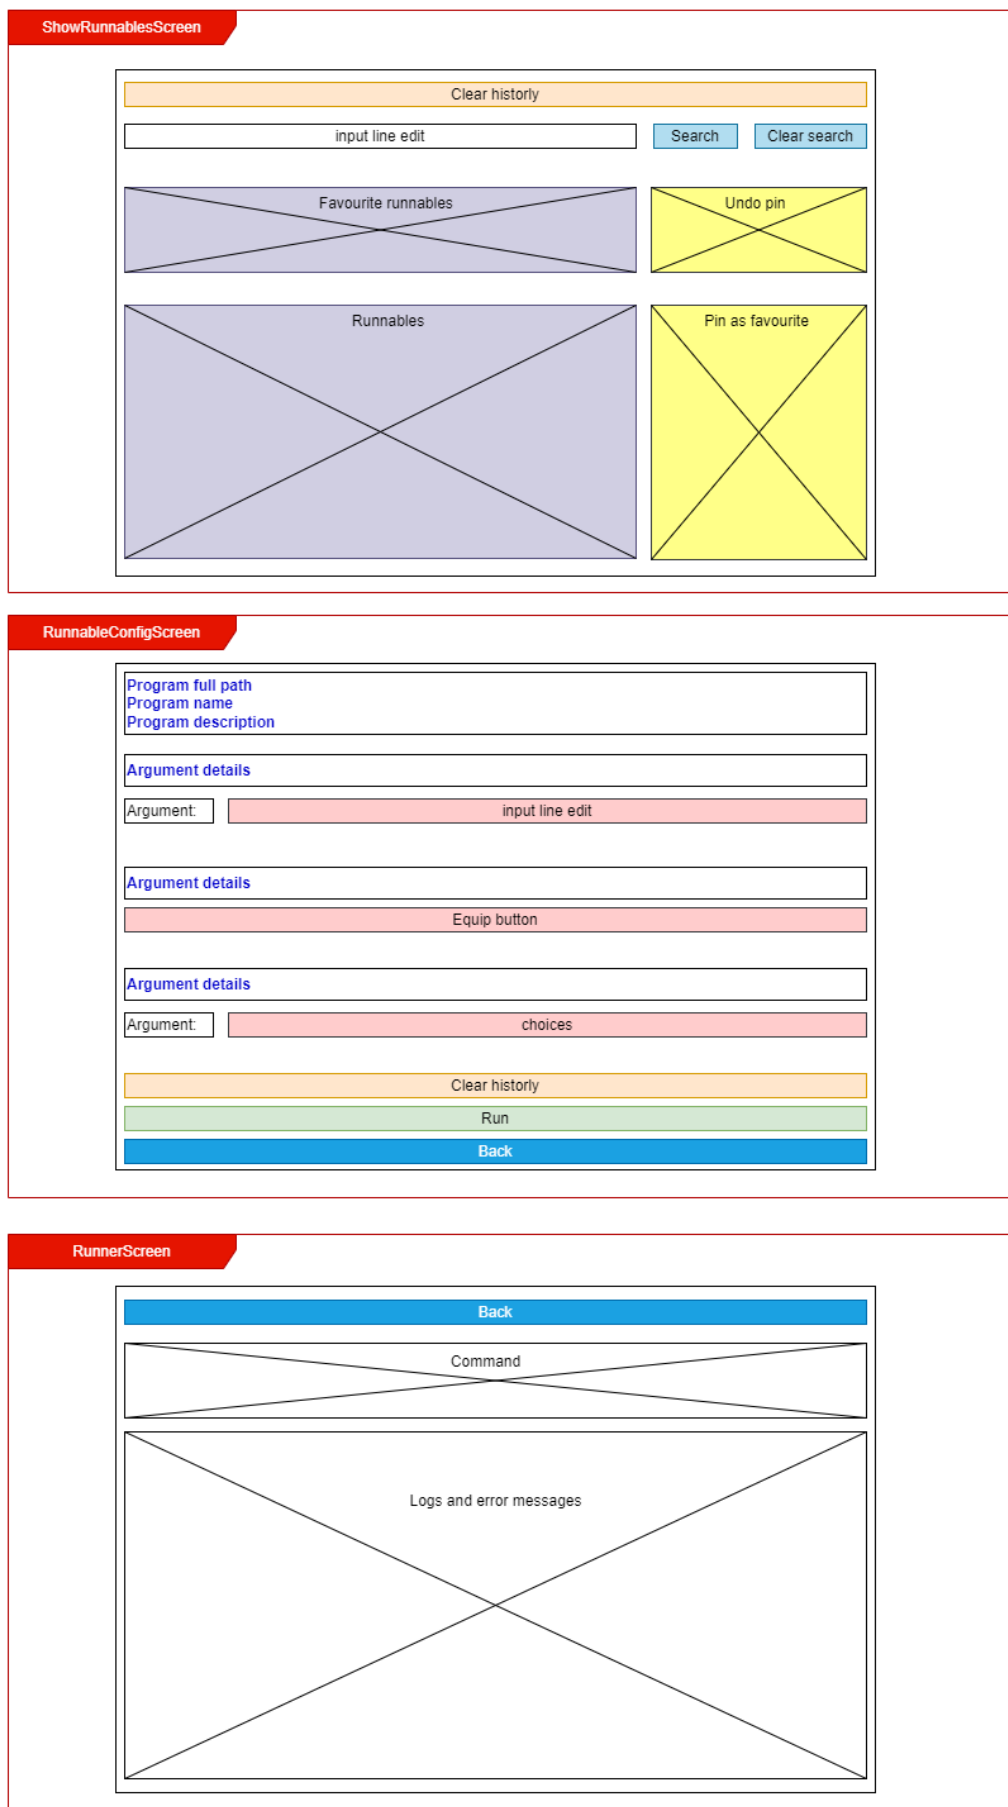 ShowRunnablesScreen
Clear historly
input line edit
Search
Clear search
Favourite runnables
Undo pin
Runnables
Pin as favourite
RunnableConfigScreen
Program full path
Program name
Program description
Argument details
Argument:
input line edit
Argument details
Equip button
Argument details
Argument:
choices
Clear historly
Run
Back
RunnerScreen
Back
Command
Logs and error messages